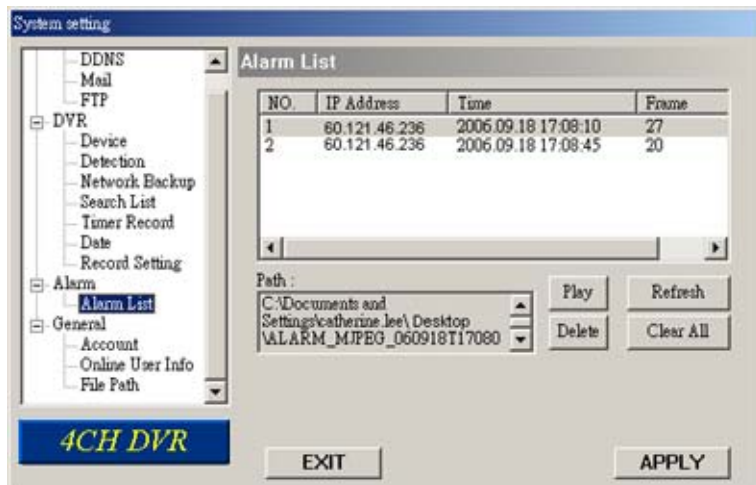 System setting
DDNS
Mail
FTP
DVR
Device
Detection
Network Backup
Search List
Timer Record
Date
Record Setting
Alarm
Alarm List
General
Account
Online User Info
File Path
4CH DVR
Alarm List
NO. IP Address Time Frame
1 60.121.46.236 2006.09.18 17:08:10 27
2 60.121.46.236 2006.09.18 17:08:45 20
Path :
C:\Documents and
Settings\catherine.lee\ Desktop
\ALARM_MJPEG_060918T17080
Play
Refresh
Delete
Clear All
EXIT
APPLY